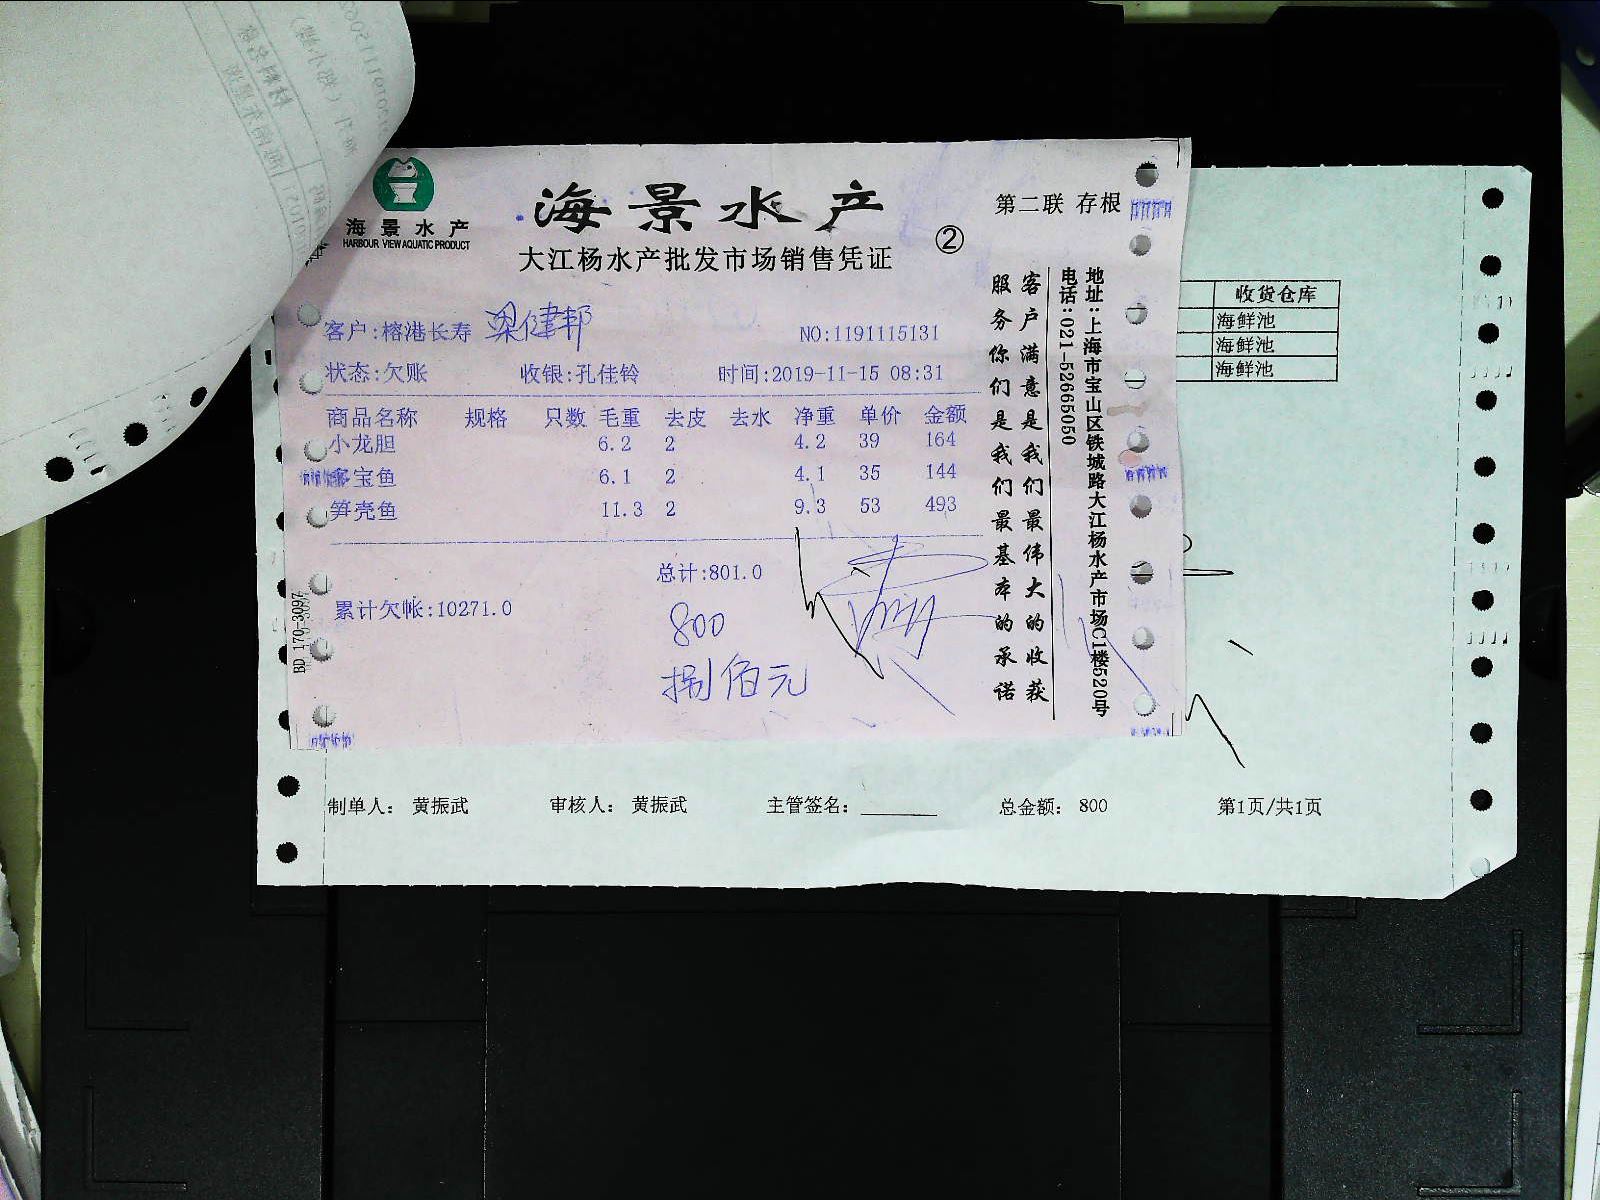 海景水产
HARBOUR VIEW AQUATIC PRODUCT
海景水产
大江杨水产批发市场销售凭证
②
第二联 存根
客户:榕港长寿 梁健邦
NO:1191115131
状态:欠账 收银:孔佳铃 时间:2019-11-15 08:31
商品名称 规格 只数 毛重 去皮 去水 净重 单价 金额
小龙胆 6.2 2 4.2 39 164
宝鱼 6.1 2 4.1 35 144
笋壳鱼 11.3 2 9.3 53 493
总计:801.0
累计欠帐:10271.0
800
捌佰元
客户满意是我们最伟大的收获
服务你们是我们最基本的承诺
地址:上海市宝山区铁城路大江杨水产市场C1楼520号
电话:021-52665050
BD 170-3097
收货仓库
海鲜池
海鲜池
海鲜池
制单人: 黄振武 审核人: 黄振武 主管签名: 总金额: 800 第1页/共1页